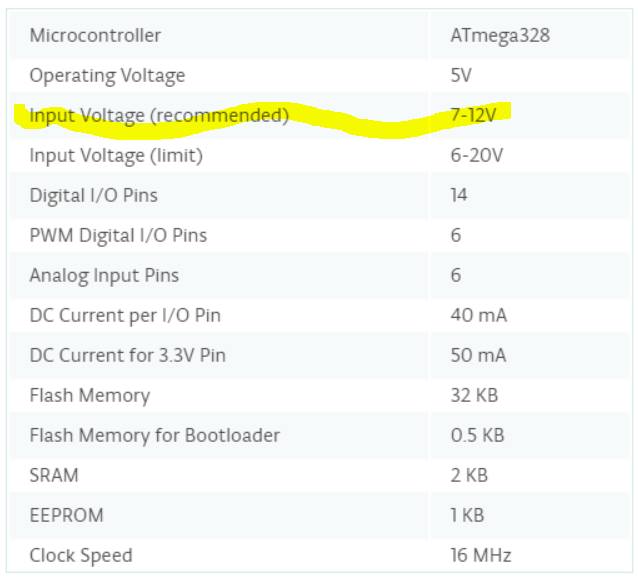 Microcontroller ATmega328
Operating Voltage 5V
Input Voltage (recommended) 7-12V
Input Voltage (limit) 6-20V
Digital I/O Pins 14
PWM Digital I/O Pins 6
Analog Input Pins 6
DC Current per I/O Pin 40 mA
DC Current for 3.3V Pin 50 mA
Flash Memory 32 KB
Flash Memory for Bootloader 0.5 KB
SRAM 2 KB
EEPROM 1 KB
Clock Speed 16 MHz